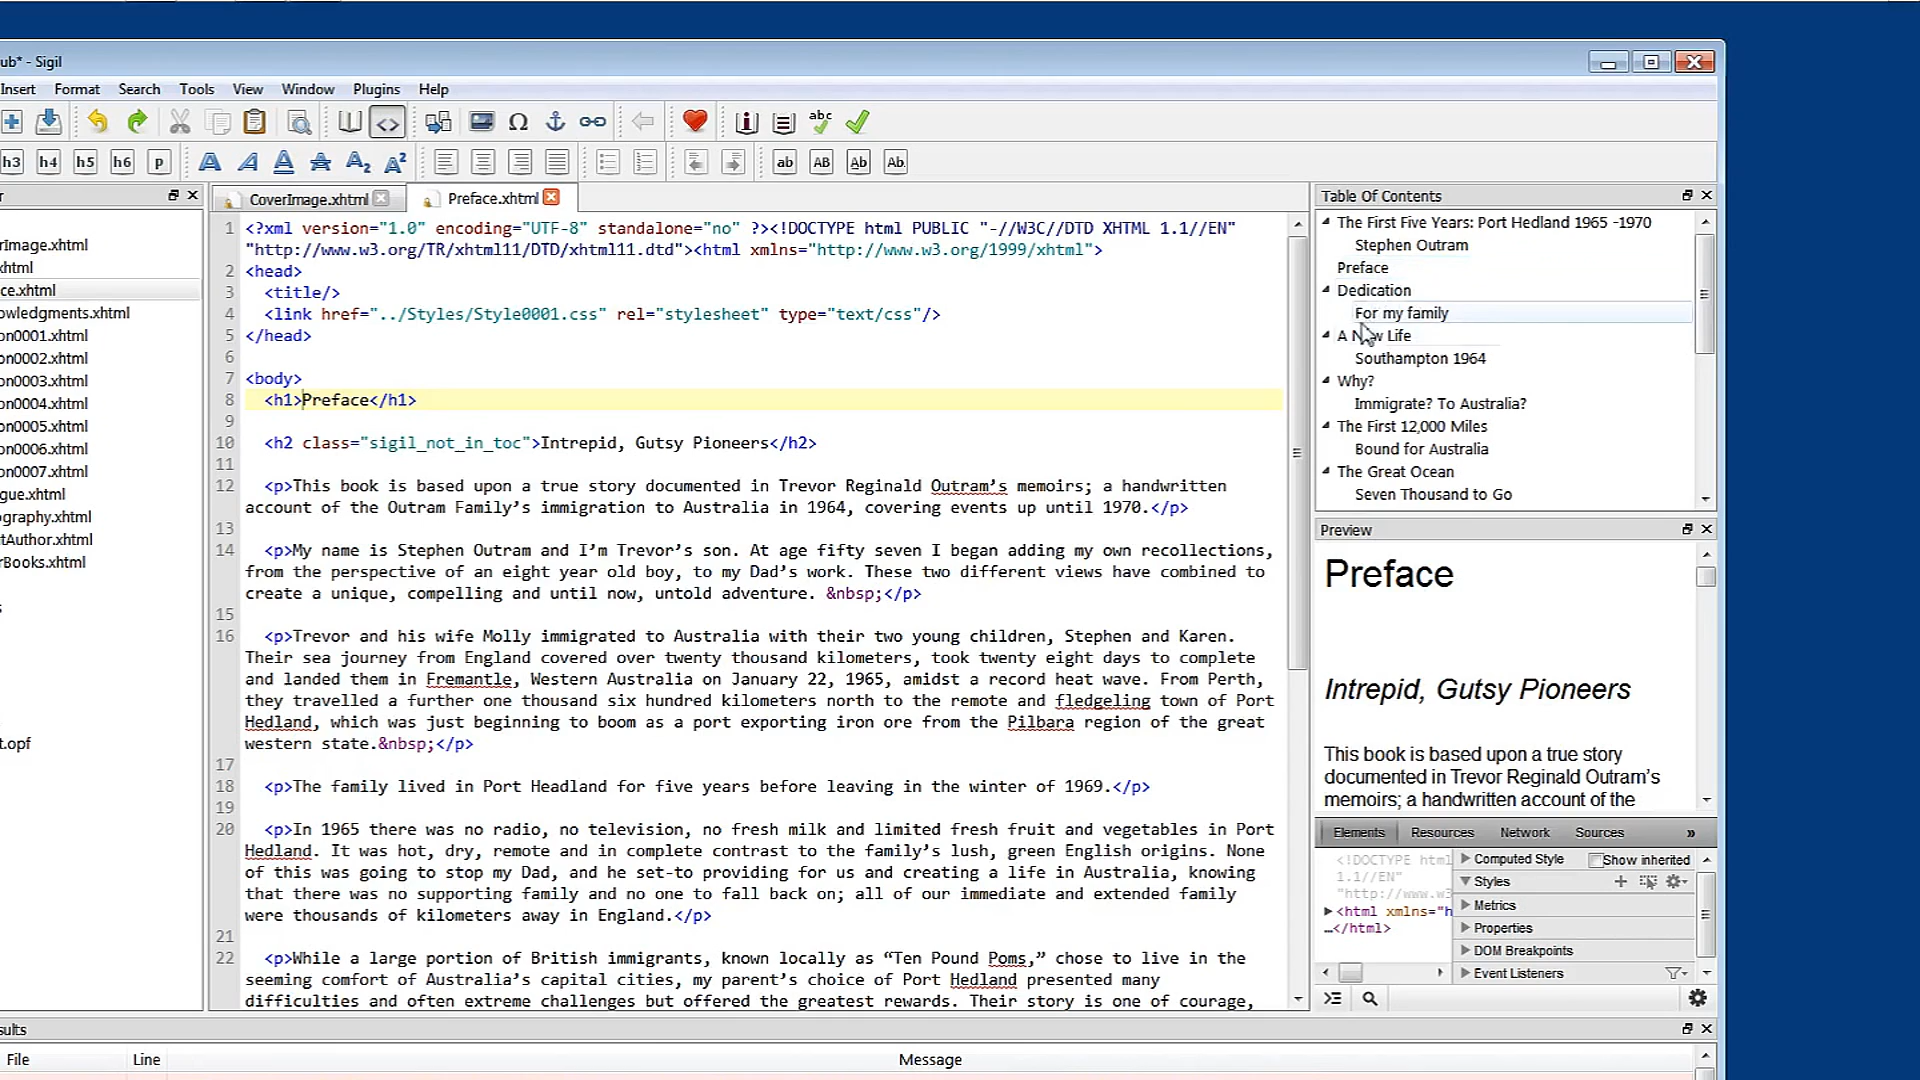 ub* - Sigil
Insert Format Search Tools View Window Plugins Help
Ω abc
h3 h4 h5 h6 p A A A A A₂ A² ab AB Ab Ab.
r
CoverImage.xhtml
Preface.xhtml
rImage.xhtml
xhtml
ce.xhtml
owledgments.xhtml
on0001.xhtml
on0002.xhtml
on0003.xhtml
on0004.xhtml
on0005.xhtml
on0006.xhtml
on0007.xhtml
gue.xhtml
ography.xhtml
tAuthor.xhtml
rBooks.xhtml
s
t.opf
1 <?xml version="1.0" encoding="UTF-8" standalone="no" ?><!DOCTYPE html PUBLIC "-//W3C//DTD XHTML 1.1//EN"
"http://www.w3.org/TR/xhtml11/DTD/xhtml11.dtd"><html xmlns="http://www.w3.org/1999/xhtml">
2 <head>
3 <title/>
4 <link href="../Styles/Style0001.css" rel="stylesheet" type="text/css"/>
5 </head>
6
7 <body>
8 <h1>Preface</h1>
9
10 <h2 class="sigil_not_in_toc">Intrepid, Gutsy Pioneers</h2>
11
12 <p>This book is based upon a true story documented in Trevor Reginald Outram’s memoirs; a handwritten
account of the Outram Family’s immigration to Australia in 1964, covering events up until 1970.</p>
13
14 <p>My name is Stephen Outram and I’m Trevor’s son. At age fifty seven I began adding my own recollections,
from the perspective of an eight year old boy, to my Dad’s work. These two different views have combined to
create a unique, compelling and until now, untold adventure. &nbsp;</p>
15
16 <p>Trevor and his wife Molly immigrated to Australia with their two young children, Stephen and Karen.
Their sea journey from England covered over twenty thousand kilometers, took twenty eight days to complete
and landed them in Fremantle, Western Australia on January 22, 1965, amidst a record heat wave. From Perth,
they travelled a further one thousand six hundred kilometers north to the remote and fledgeling town of Port
Hedland, which was just beginning to boom as a port exporting iron ore from the Pilbara region of the great
western state.&nbsp;</p>
17
18 <p>The family lived in Port Headland for five years before leaving in the winter of 1969.</p>
19
20 <p>In 1965 there was no radio, no television, no fresh milk and limited fresh fruit and vegetables in Port
Hedland. It was hot, dry, remote and in complete contrast to the family’s lush, green English origins. None
of this was going to stop my Dad, and he set-to providing for us and creating a life in Australia, knowing
that there was no supporting family and no one to fall back on; all of our immediate and extended family
were thousands of kilometers away in England.</p>
21
22 <p>While a large portion of British immigrants, known locally as “Ten Pound Poms,” chose to live in the
seeming comfort of Australia’s capital cities, my parent’s choice of Port Hedland presented many
difficulties and often extreme challenges but offered the greatest rewards. Their story is one of courage,
Table Of Contents
The First Five Years: Port Hedland 1965 -1970
Stephen Outram
Preface
Dedication
For my family
A New Life
Southampton 1964
Why?
Immigrate? To Australia?
The First 12,000 Miles
Bound for Australia
The Great Ocean
Seven Thousand to Go
Preview
Preface
Intrepid, Gutsy Pioneers
This book is based upon a true story
documented in Trevor Reginald Outram’s
memoirs; a handwritten account of the
Elements Resources Network Sources »
<!DOCTYPE html
1.1//EN"
"http://www.w3
<html xmlns="h
…</html>
Computed Style Show inherited
Styles
Metrics
Properties
DOM Breakpoints
Event Listeners
ults
File Line Message